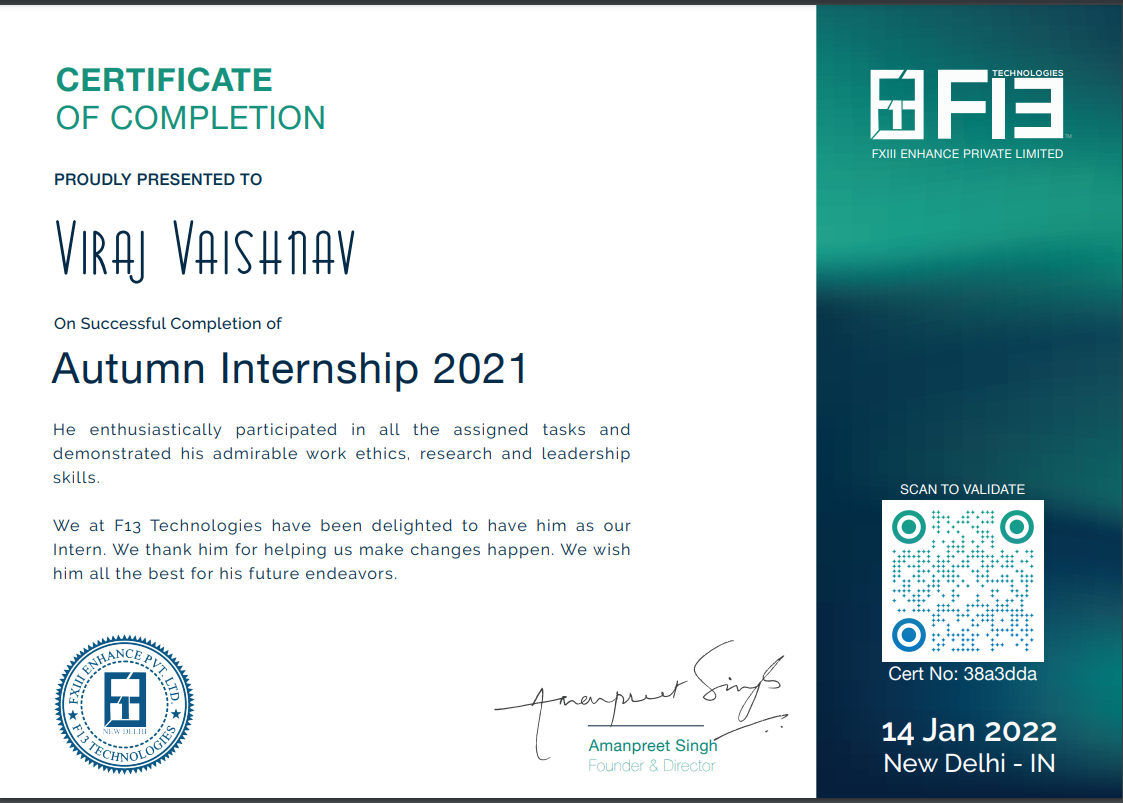 CERTIFICATE
OF COMPLETION
PROUDLY PRESENTED TO
VIRAJ VAISHNAV
On Successful Completion of
Autumn Internship 2021
He enthusiastically participated in all the assigned tasks and
demonstrated his admirable work ethics, research and leadership
skills.
We at F13 Technologies have been delighted to have him as our
Intern. We thank him for helping us make changes happen. We wish
him all the best for his future endeavors.
FXIII ENHANCE PVT. LTD.
F13
NEW DELHI
★ F13 TECHNOLOGIES ★
Amanpreet Singh
Amanpreet Singh
Founder & Director
F13
TECHNOLOGIES
F13
TM
FXIII ENHANCE PRIVATE LIMITED
SCAN TO VALIDATE
Cert No: 38a3dda
14 Jan 2022
New Delhi - IN